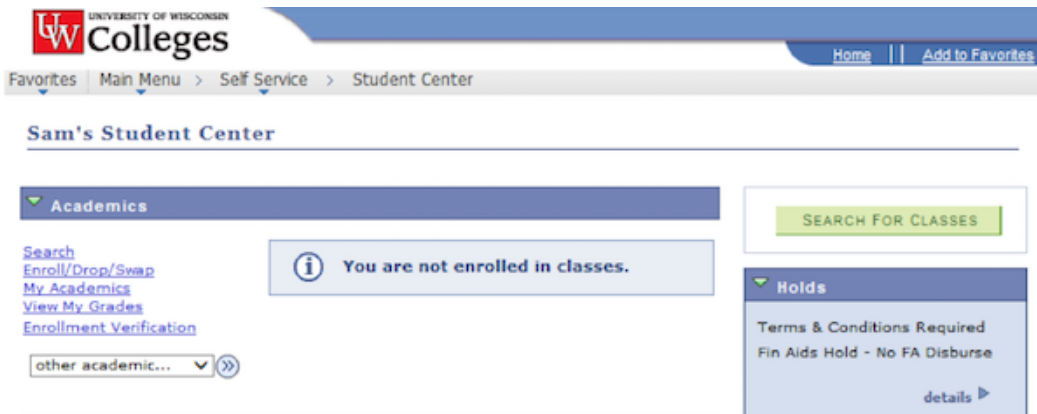 UNIVERSITY OF WISCONSIN
UW Colleges
Home || Add to Favorites
Favorites | Main Menu > Self Service > Student Center
Sam's Student Center
Academics
Search
Enroll/Drop/Swap
My Academics
View My Grades
Enrollment Verification
other academic...
You are not enrolled in classes.
SEARCH FOR CLASSES
Holds
Terms & Conditions Required
Fin Aids Hold - No FA Disburse
details